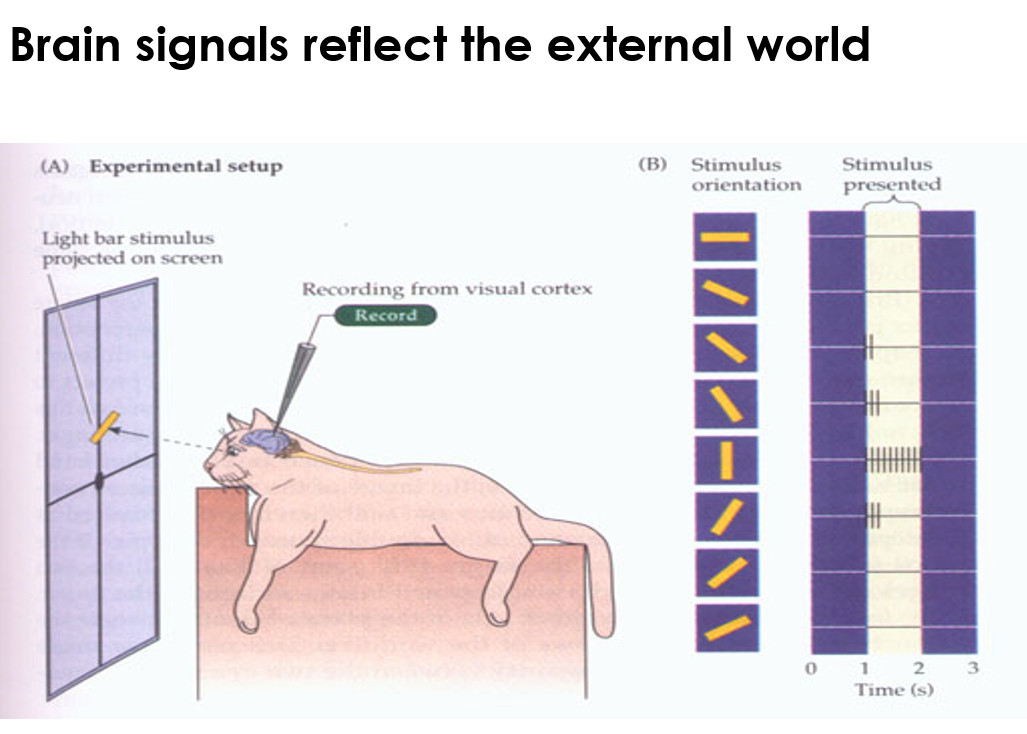 Brain signals reflect the external world
(A) Experimental setup
Light bar stimulus
projected on screen
Recording from visual cortex
Record
(B) Stimulus
orientation
Stimulus
presented
0 1 2 3
Time (s)